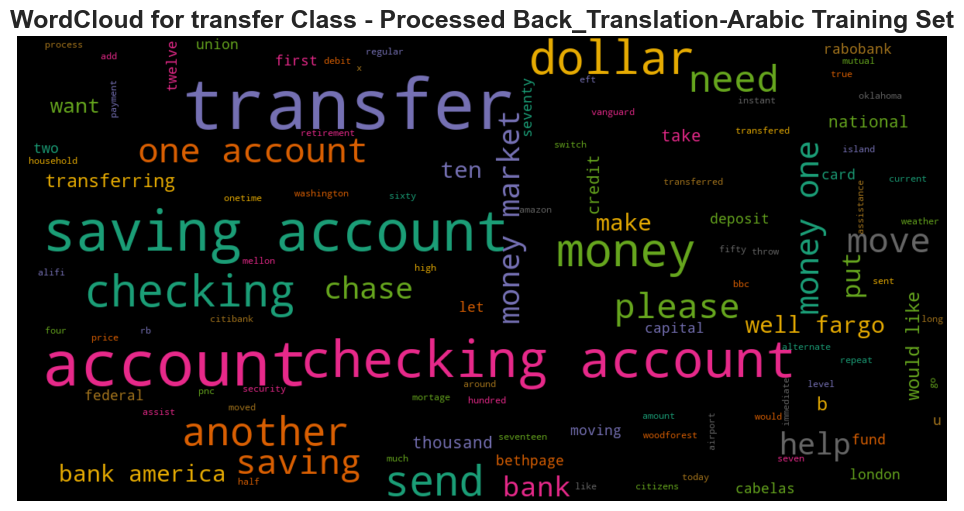 WordCloud for transfer Class - Processed Back_Translation-Arabic Training Set
process
union
regular
add
twelve
first
debit
x
dollar
rabobank
mutual
true
need
eft
want
payment
transfer
seventy
instant
oklahoma
vanguard
retirement
take
transfered
national
two
household
one account
switch
island
transferring
ten
money market
credit
transferred
money one
card
current
assistance
onetime
washington
sixty
amazon
make
deposit
weather
saving account
fifty
throw
move
mellon
high
money
alifi
checking
chase
bbc
put
sent
let
please
citibank
capital
well fargo
would like
long
four
rb
price
account
checking account
alternate
repeat
around
level
go
federal
pnc
security
mortage
hundred
immediate
b
assist
moved
amount
would
u
another
thousand
seventeen
moving
woodforest
airport
help
fund
saving
much
bethpage
seven
bank america
half
send
bank
like
citizens
today
cabelas
london